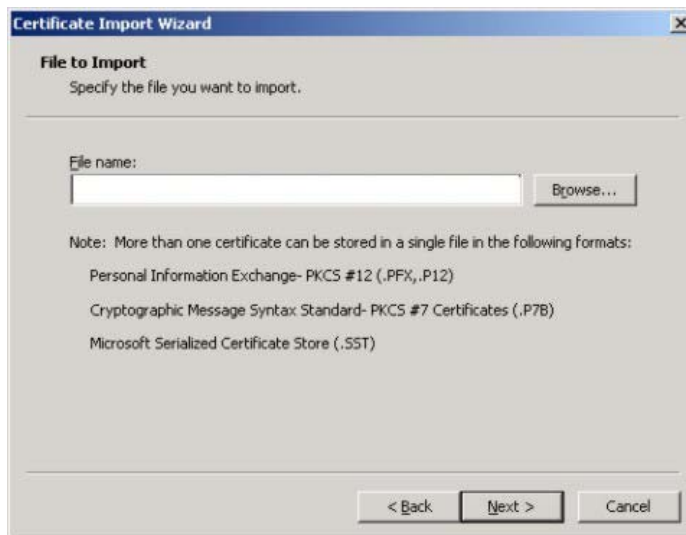 Certificate Import Wizard
File to Import
Specify the file you want to import.
File name:
Browse...
Note: More than one certificate can be stored in a single file in the following formats:
Personal Information Exchange- PKCS #12 (.PFX,.P12)
Cryptographic Message Syntax Standard- PKCS #7 Certificates (.P7B)
Microsoft Serialized Certificate Store (.SST)
< Back Next > Cancel